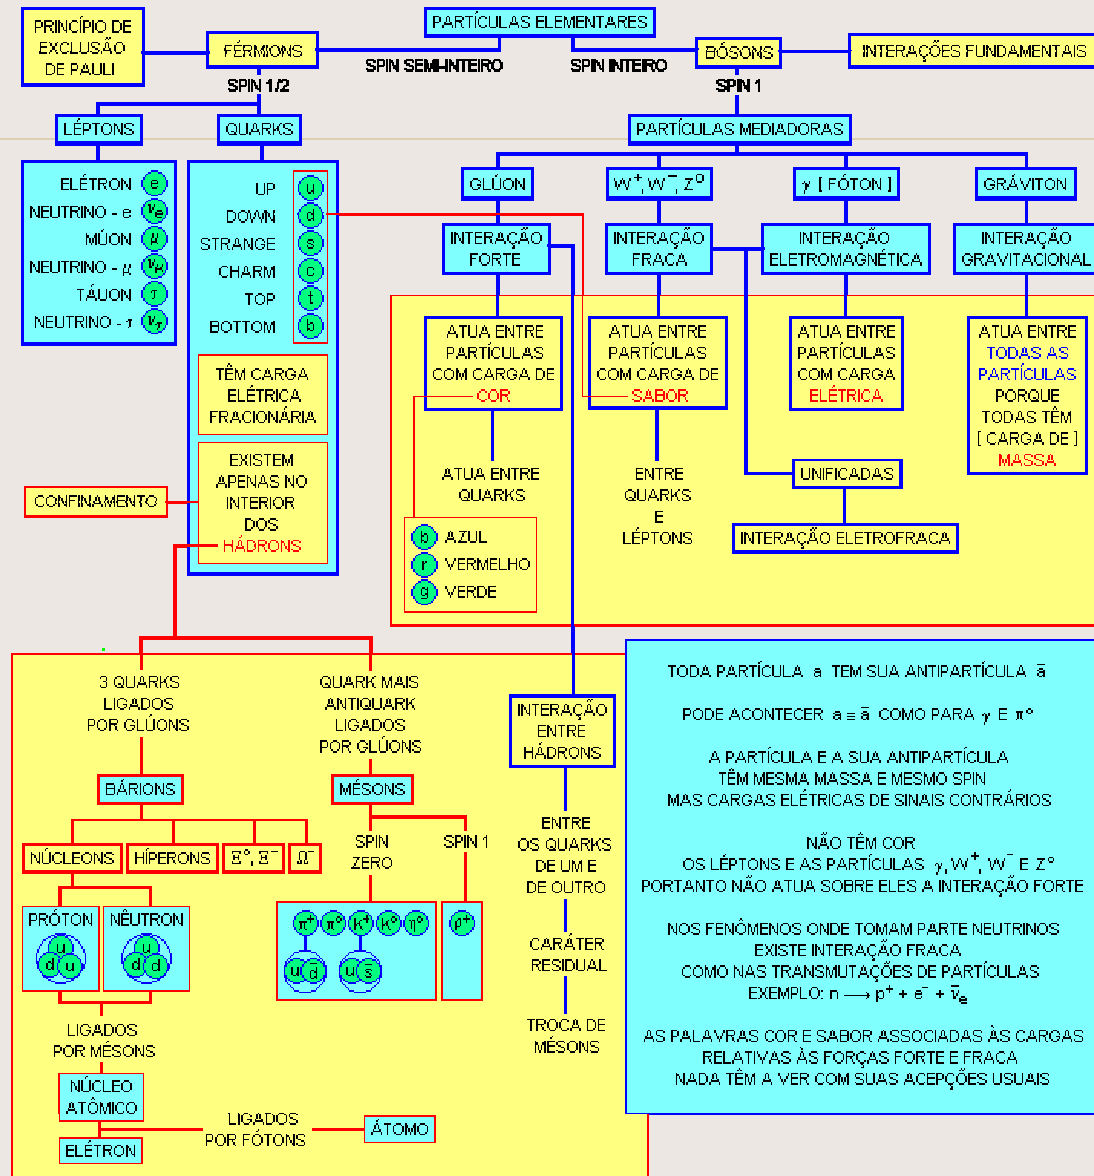 PARTÍCULAS ELEMENTARES
PRINCÍPIO DE
EXCLUSÃO
DE PAULI
FÉRMIONS
SPIN SEMI-INTEIRO
SPIN INTEIRO
BÓSONS
INTERAÇÕES FUNDAMENTAIS
SPIN 1/2
SPIN 1
LÉPTONS
QUARKS
PARTÍCULAS MEDIADORAS
ELÉTRON e
NEUTRINO - e νe
MÚON μ
NEUTRINO - μ νμ
TÁUON τ
NEUTRINO - τ ντ
UP u
DOWN d
STRANGE s
CHARM c
TOP t
BOTTOM b
TÊM CARGA
ELÉTRICA
FRACIONÁRIA
EXISTEM
APENAS NO
INTERIOR
DOS
HÁDRONS
CONFINAMENTO
GLÚON
W⁺, W⁻, Z⁰
γ [ FÓTON ]
GRÁVITON
INTERAÇÃO
FORTE
INTERAÇÃO
FRACA
INTERAÇÃO
ELETROMAGNÉTICA
INTERAÇÃO
GRAVITACIONAL
ATUA ENTRE
PARTÍCULAS
COM CARGA DE
COR
ATUA ENTRE
PARTÍCULAS
COM CARGA DE
SABOR
ATUA ENTRE
PARTÍCULAS
COM CARGA
ELÉTRICA
ATUA ENTRE
TODAS AS
PARTÍCULAS
PORQUE
TODAS TÊM
[ CARGA DE ]
MASSA
ATUA ENTRE
QUARKS
ENTRE
QUARKS
E
LÉPTONS
UNIFICADAS
INTERAÇÃO ELETROFRACA
b AZUL
r VERMELHO
g VERDE
3 QUARKS
LIGADOS
POR GLÚONS
QUARK MAIS
ANTIQUARK
LIGADOS
POR GLÚONS
BÁRIONS
MÉSONS
NÚCLEONS
HÍPERONS
Ξ⁰, Ξ⁻
Ω⁻
SPIN
ZERO
SPIN 1
PRÓTON
u
d u
NÊUTRON
u
d d
π⁺ π⁰ k⁺ k⁰ η⁰
u d̄
u s̄
ρ⁺
LIGADOS
POR MÉSONS
NÚCLEO
ATÔMICO
ELÉTRON
LIGADOS
POR FÓTONS
ÁTOMO
INTERAÇÃO
ENTRE
HÁDRONS
ENTRE
OS QUARKS
DE UM E
DE OUTRO
CARÁTER
RESIDUAL
TROCA DE
MÉSONS
TODA PARTÍCULA a TEM SUA ANTIPARTÍCULA ā
PODE ACONTECER a ≡ ā COMO PARA γ E π⁰
A PARTÍCULA E A SUA ANTIPARTÍCULA
TÊM MESMA MASSA E MESMO SPIN
MAS CARGAS ELÉTRICAS DE SINAIS CONTRÁRIOS
NÃO TÊM COR
OS LÉPTONS E AS PARTÍCULAS γ, W⁺, W⁻ E Z⁰
PORTANTO NÃO ATUA SOBRE ELES A INTERAÇÃO FORTE
NOS FENÔMENOS ONDE TOMAM PARTE NEUTRINOS
EXISTE INTERAÇÃO FRACA
COMO NAS TRANSMUTAÇÕES DE PARTÍCULAS
EXEMPLO: n ⟶ p⁺ + e⁻ + ν̄e
AS PALAVRAS COR E SABOR ASSOCIADAS ÀS CARGAS
RELATIVAS ÀS FORÇAS FORTE E FRACA
NADA TÊM A VER COM SUAS ACEPÇÕES USUAIS